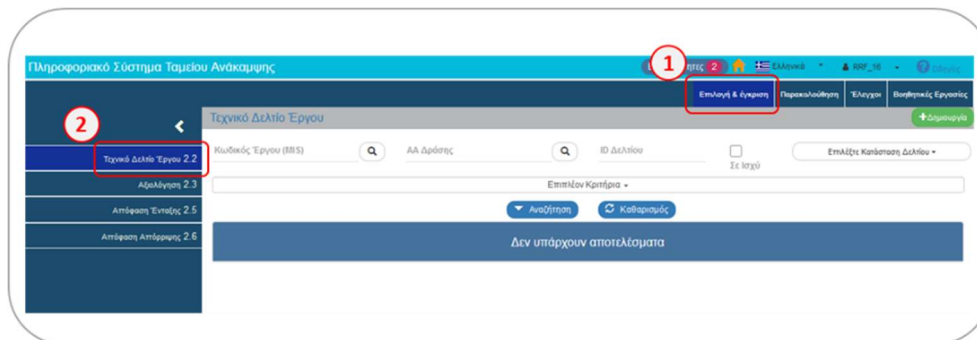 1
Πληροφοριακό Σύστημα Ταμείου Ανάκαμψης
2
Ελληνικά
RRF_16
Οδηγίες
Επιλογή & έγκριση Παρακολούθηση Έλεγχοι Βοηθητικές Εργασίες
2
Τεχνικό Δελτίο Έργου
+Δημιουργία
Τεχνικό Δελτίο Έργου 2.2
Αξιολόγηση 2.3
Απόφαση Ένταξης 2.5
Απόφαση Απόρριψης 2.6
Κωδικός Έργου (MIS)
ΑΑ Δράσης
ID Δελτίου
Σε Ισχύ
Επιλέξτε Κατάσταση Δελτίου
Επιπλέον Κριτήρια
Αναζήτηση
Καθαρισμός
Δεν υπάρχουν αποτελέσματα